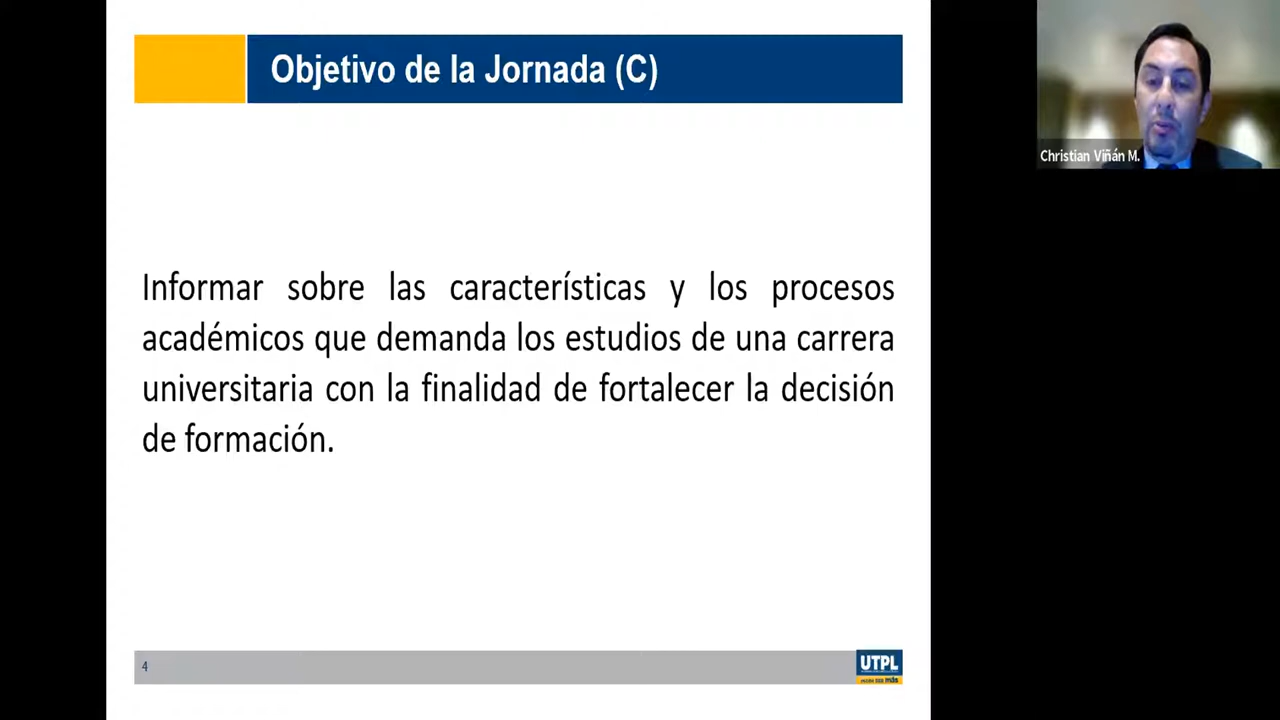 Objetivo de la Jornada (C)
Christian Viñán M.
Informar sobre las características y los procesos
académicos que demanda los estudios de una carrera
universitaria con la finalidad de fortalecer la decisión
de formación.
4
UTPL